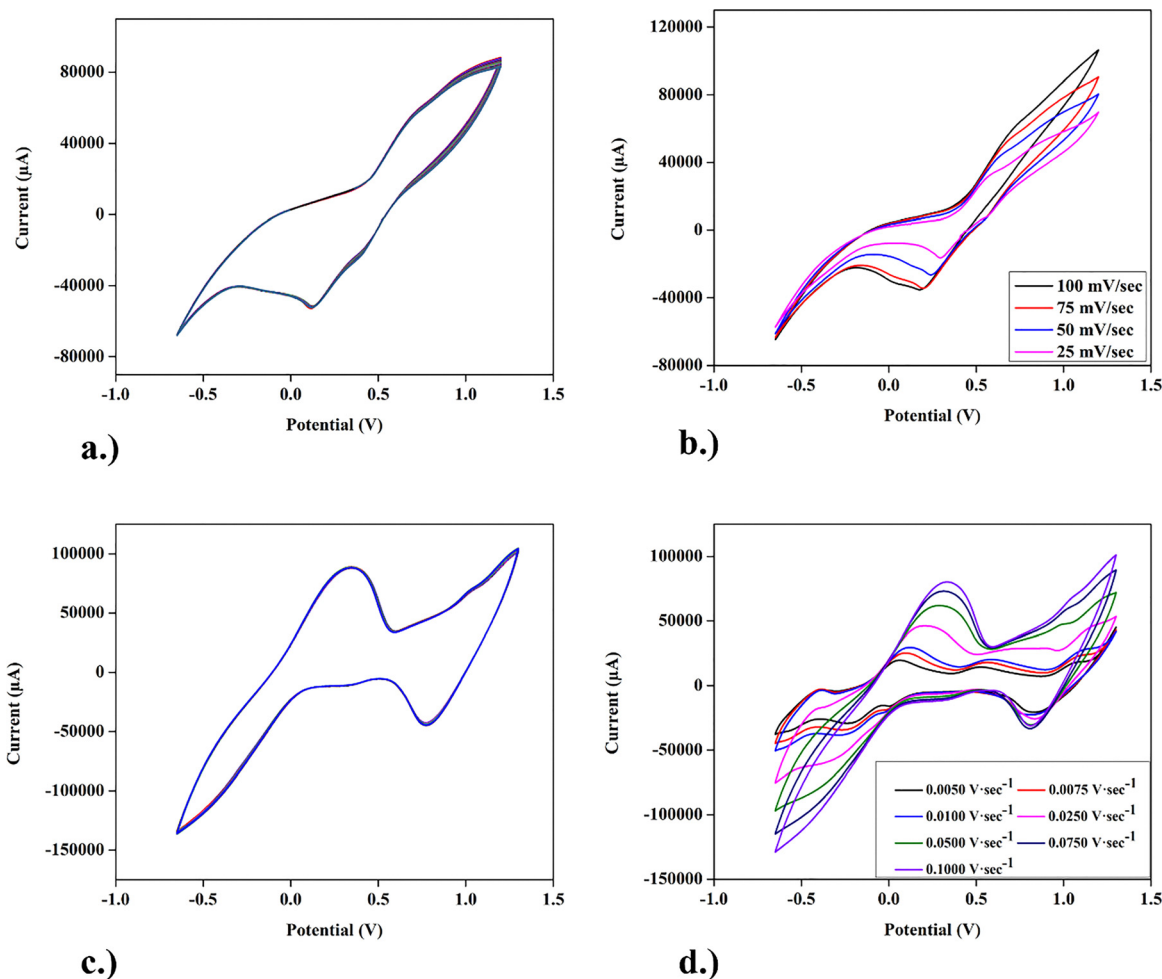 80000
40000
0
-40000
-80000
Current (µA)
-1.0 -0.5 0.0 0.5 1.0 1.5
Potential (V)
a.)
120000
80000
40000
0
-40000
-80000
Current (µA)
100 mV/sec
75 mV/sec
50 mV/sec
25 mV/sec
-1.0 -0.5 0.0 0.5 1.0 1.5
Potential (V)
b.)
100000
50000
0
-50000
-100000
-150000
Current (µA)
-1.0 -0.5 0.0 0.5 1.0 1.5
Potential (V)
c.)
100000
50000
0
-50000
-100000
-150000
Current (µA)
0.0050 V·sec⁻¹ 0.0075 V·sec⁻¹
0.0100 V·sec⁻¹ 0.0250 V·sec⁻¹
0.0500 V·sec⁻¹ 0.0750 V·sec⁻¹
0.1000 V·sec⁻¹
-1.0 -0.5 0.0 0.5 1.0 1.5
Potential (V)
d.)